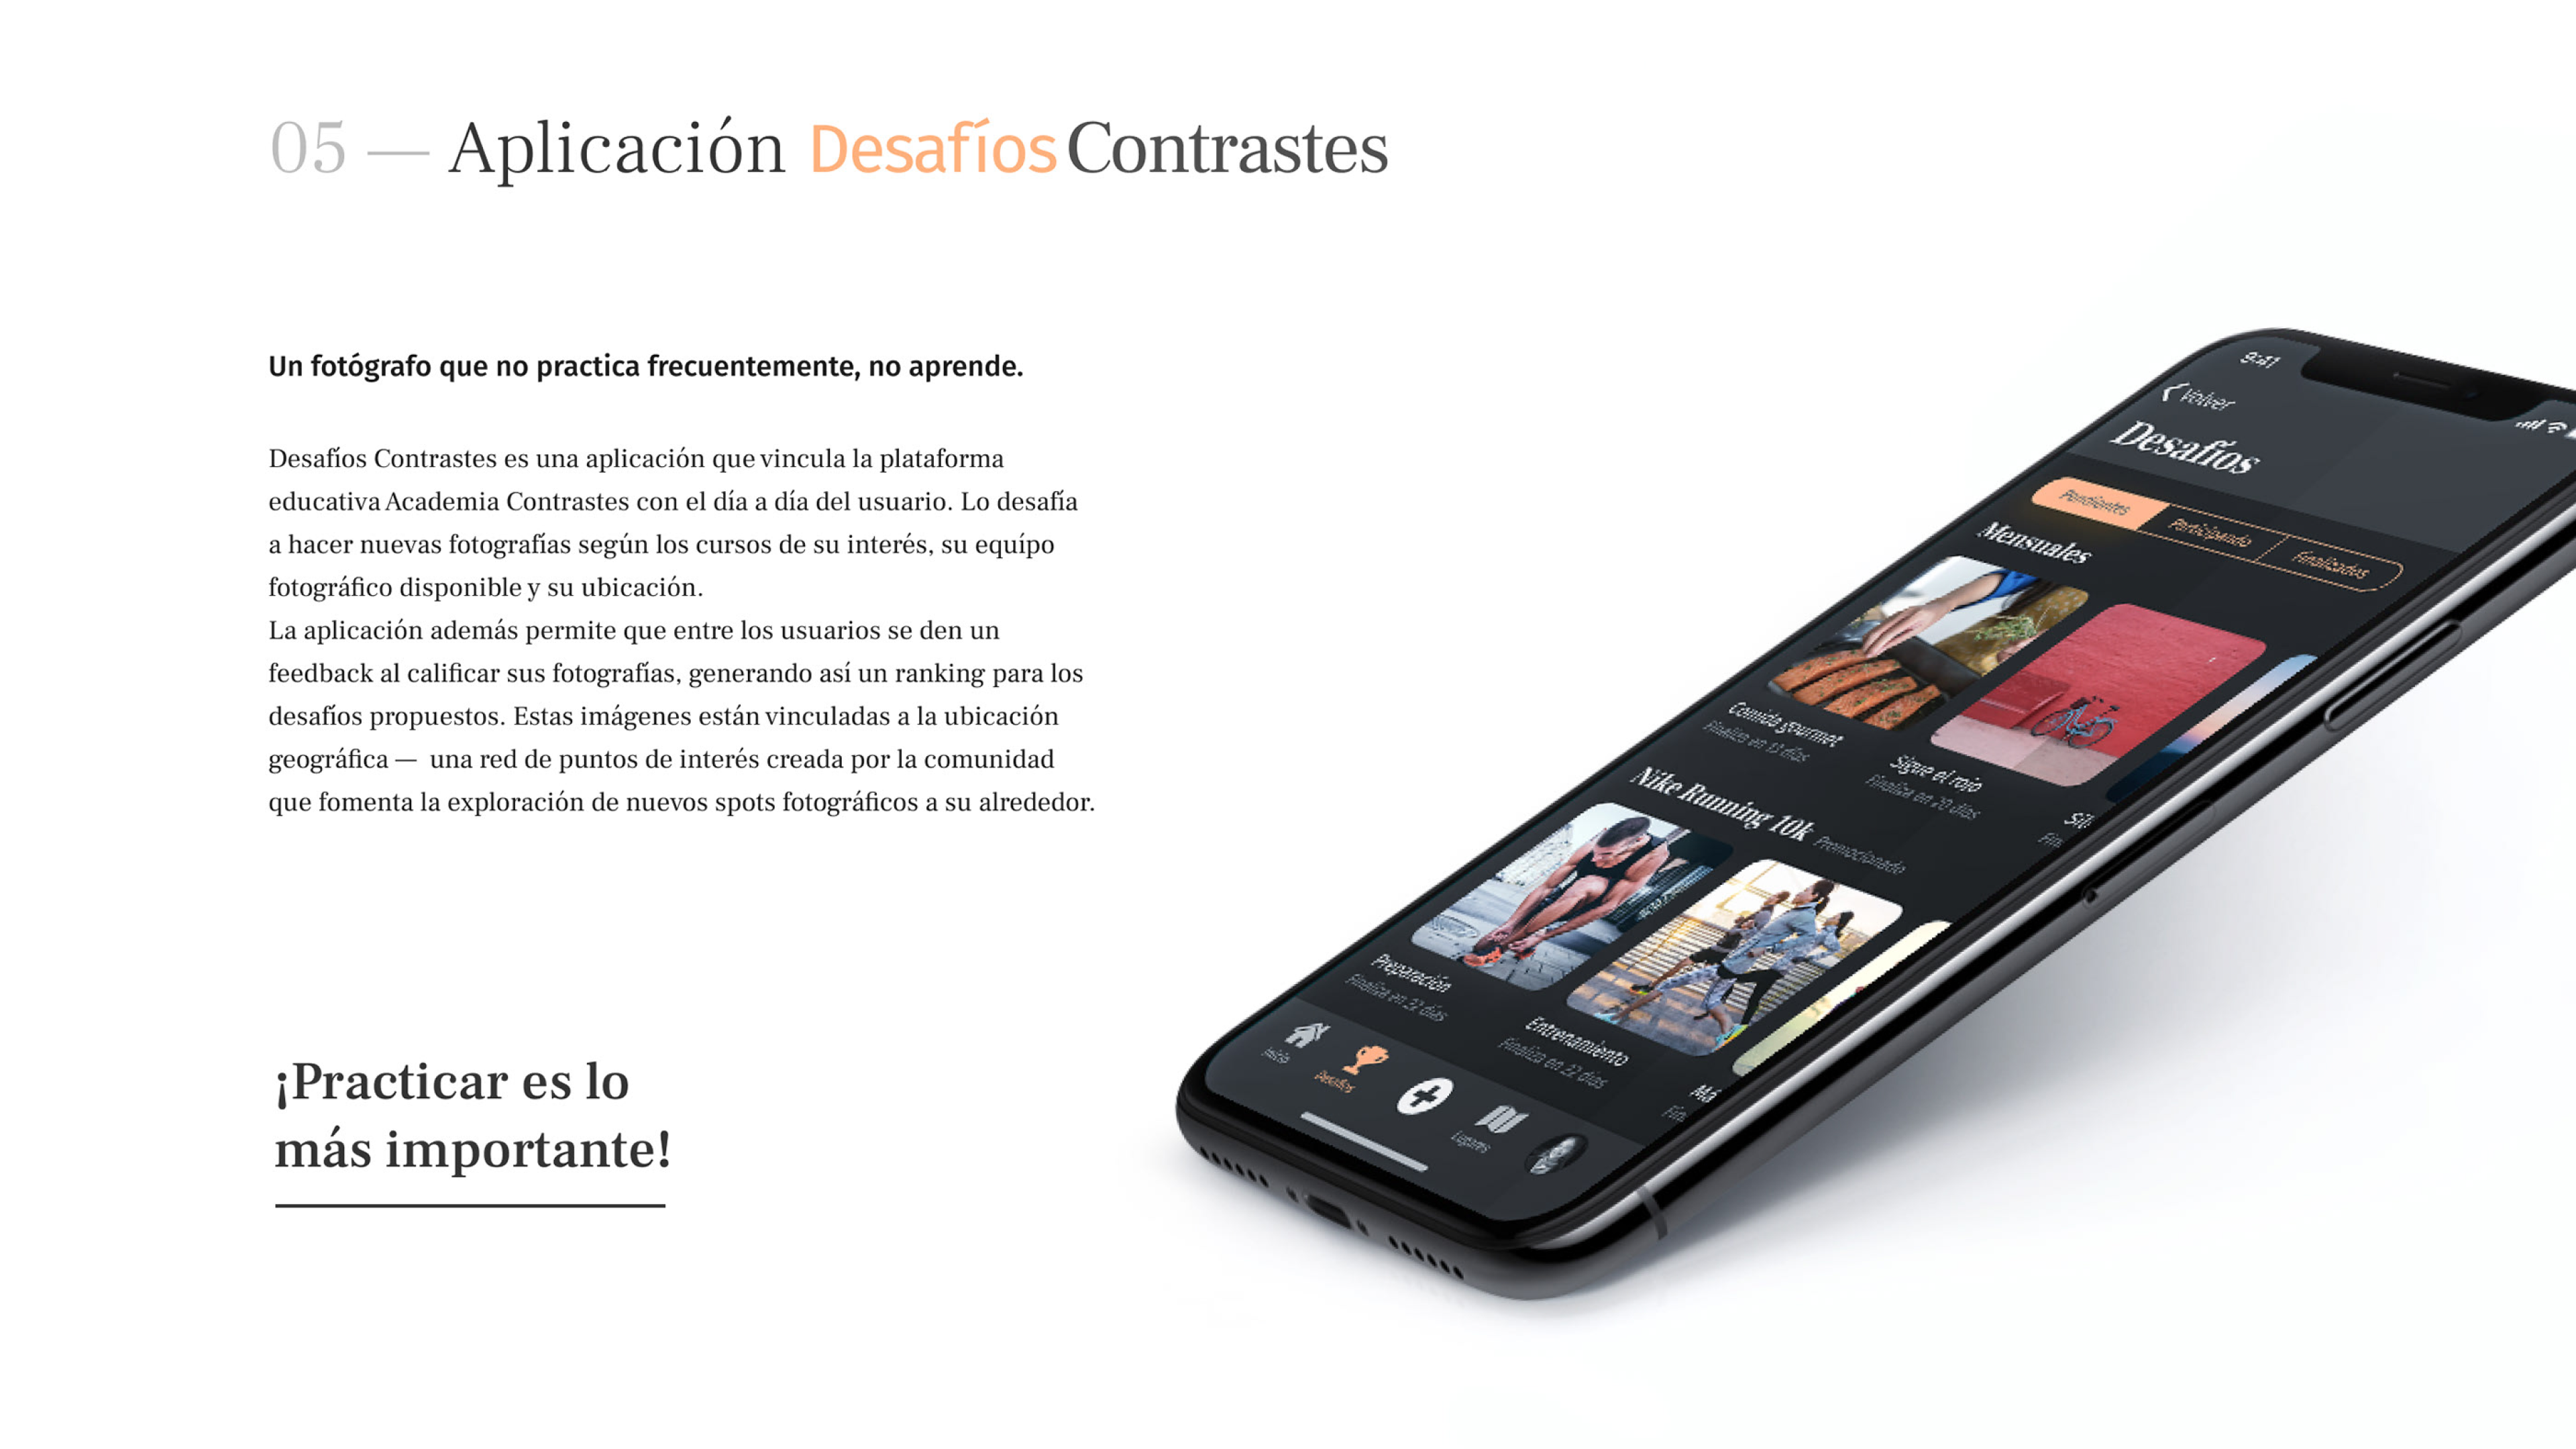 05 — Aplicación Desafíos Contrastes
Un fotógrafo que no practica frecuentemente, no aprende.
Desafíos Contrastes es una aplicación que vincula la plataforma
educativa Academia Contrastes con el día a día del usuario. Lo desafía
a hacer nuevas fotografías según los cursos de su interés, su equípo
fotográfico disponible y su ubicación.
La aplicación además permite que entre los usuarios se den un
feedback al calificar sus fotografías, generando así un ranking para los
desafíos propuestos. Estas imágenes están vinculadas a la ubicación
geográfica — una red de puntos de interés creada por la comunidad
que fomenta la exploración de nuevos spots fotográficos a su alrededor.
¡Practicar es lo
más importante!
9:41
Volver
Desafíos
Pendientes Participando Finalizados
Mensuales
Comida gourmet
Finaliza en 13 días
Sigue el rojo
Finaliza en 20 días
Nike Running 10k Promocionado
Preparación
Finaliza en 22 días
Entrenamiento
Finaliza en 22 días
Inicio
Desafíos
Lugares